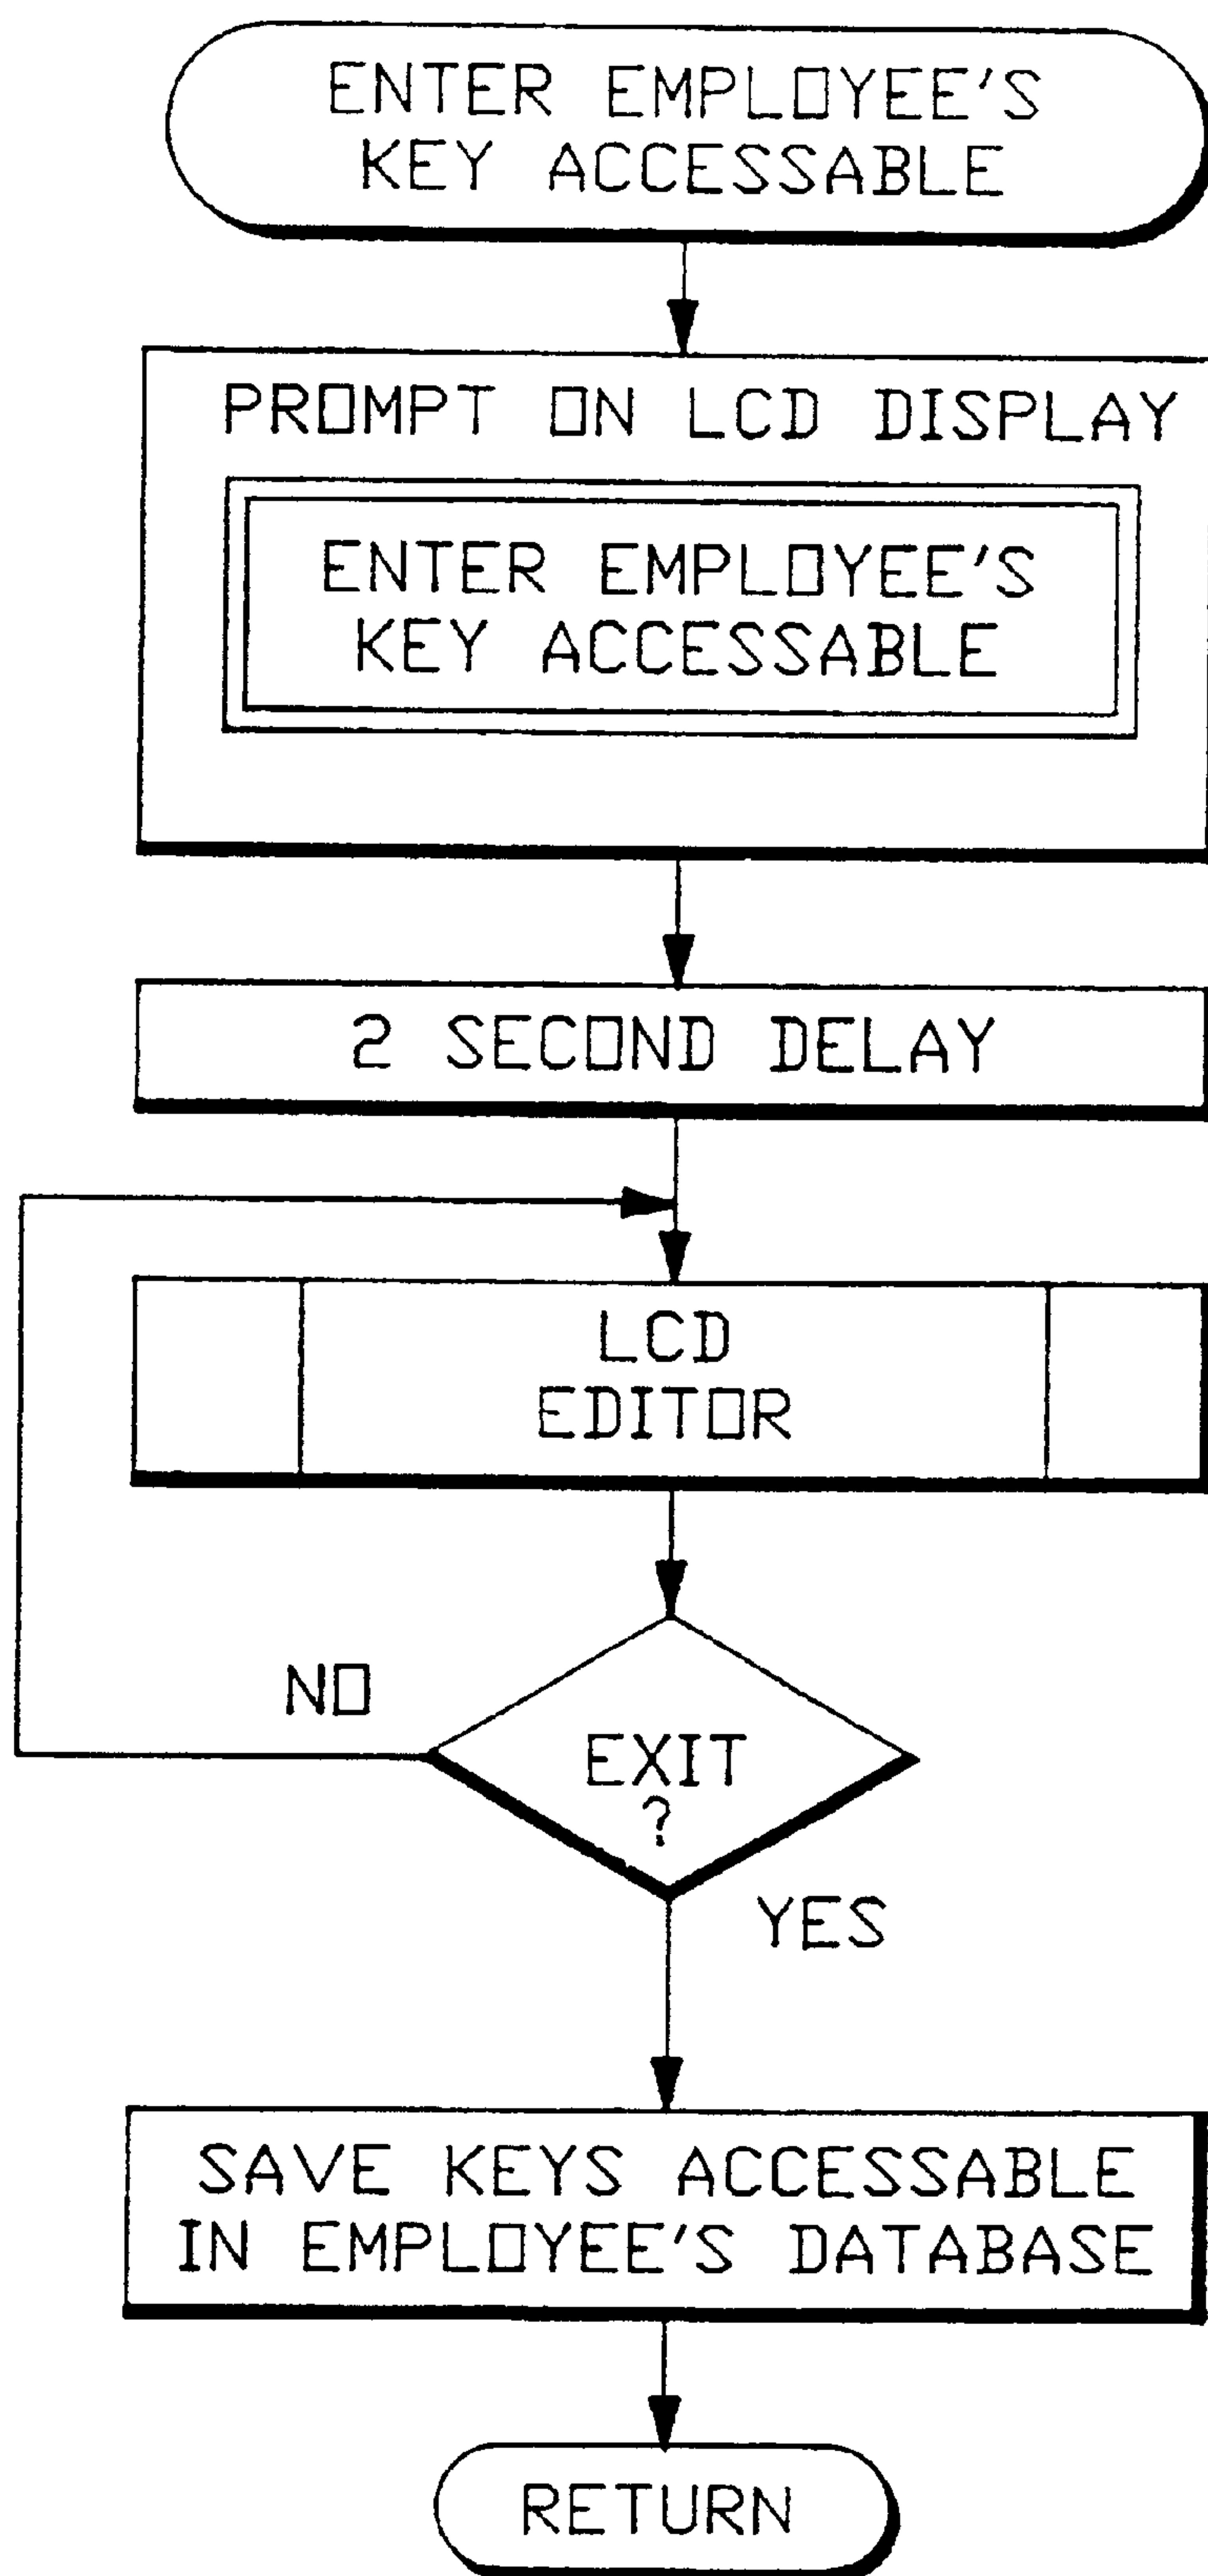 ENTER EMPLOYEE'S
KEY ACCESSABLE
PROMPT ON LCD DISPLAY
ENTER EMPLOYEE'S
KEY ACCESSABLE
2 SECOND DELAY
LCD
EDITOR
NO
EXIT
?
YES
SAVE KEYS ACCESSABLE
IN EMPLOYEE'S DATABASE
RETURN